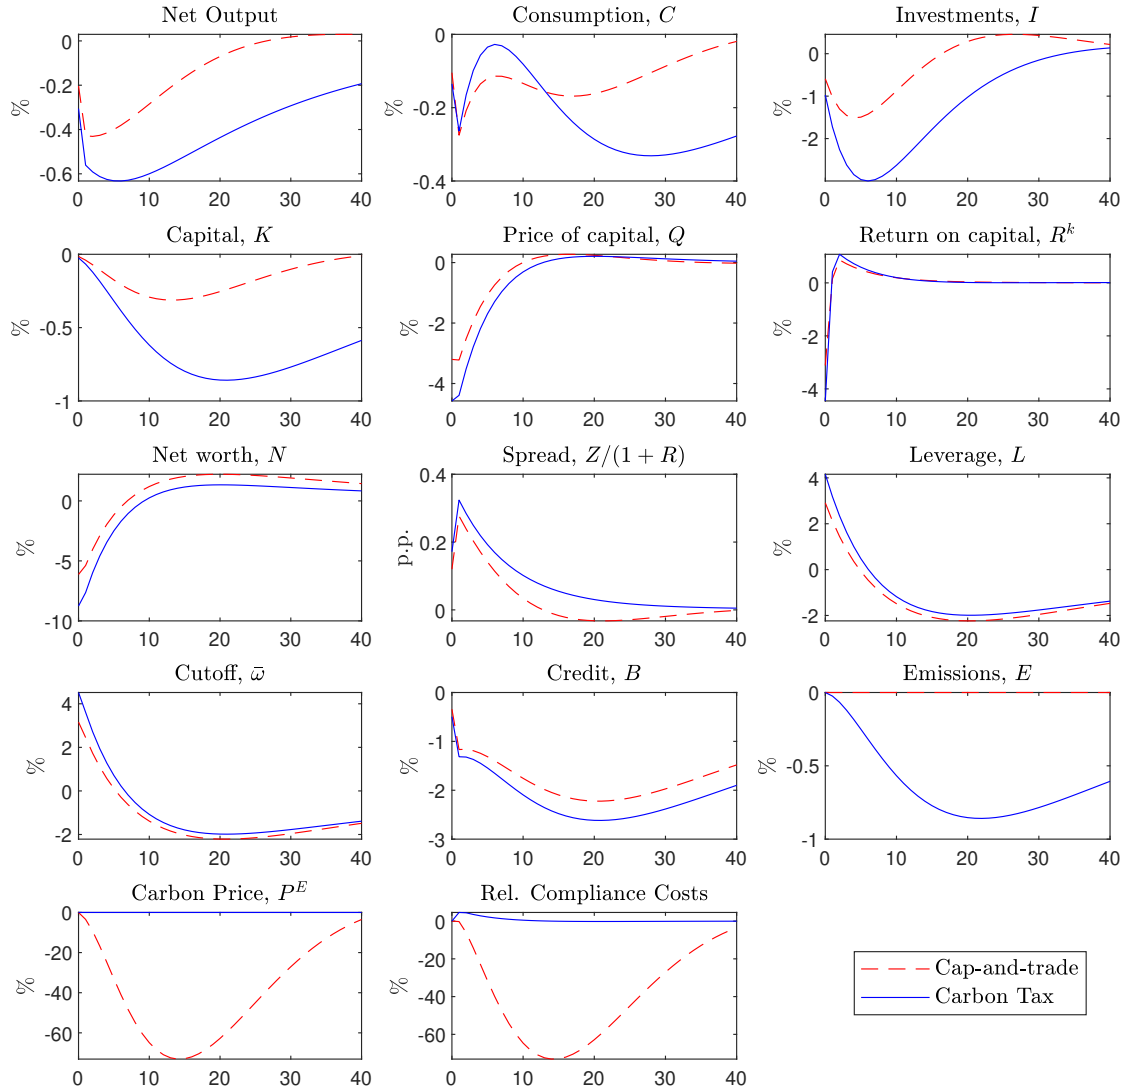 Net Output
Consumption, C
Investments, I
0
-0.2
-0.4
-0.6
%
0 10 20 30 40
0
-0.2
-0.4
%
0 10 20 30 40
0
-1
-2
%
0 10 20 30 40
Capital, K
Price of capital, Q
Return on capital, R^k
0
-0.5
-1
%
0 10 20 30 40
0
-2
-4
%
0 10 20 30 40
0
-2
-4
%
0 10 20 30 40
Net worth, N
Spread, Z/(1 + R)
Leverage, L
0
-5
-10
%
0 10 20 30 40
0.4
0.2
0
p.p.
0 10 20 30 40
4
2
0
-2
%
0 10 20 30 40
Cutoff, ω̄
Credit, B
Emissions, E
4
2
0
-2
%
0 10 20 30 40
0
-1
-2
-3
%
0 10 20 30 40
0
-0.5
-1
%
0 10 20 30 40
Carbon Price, P^E
Rel. Compliance Costs
0
-20
-40
-60
%
0 10 20 30 40
0
-20
-40
-60
%
0 10 20 30 40
Cap-and-trade
Carbon Tax